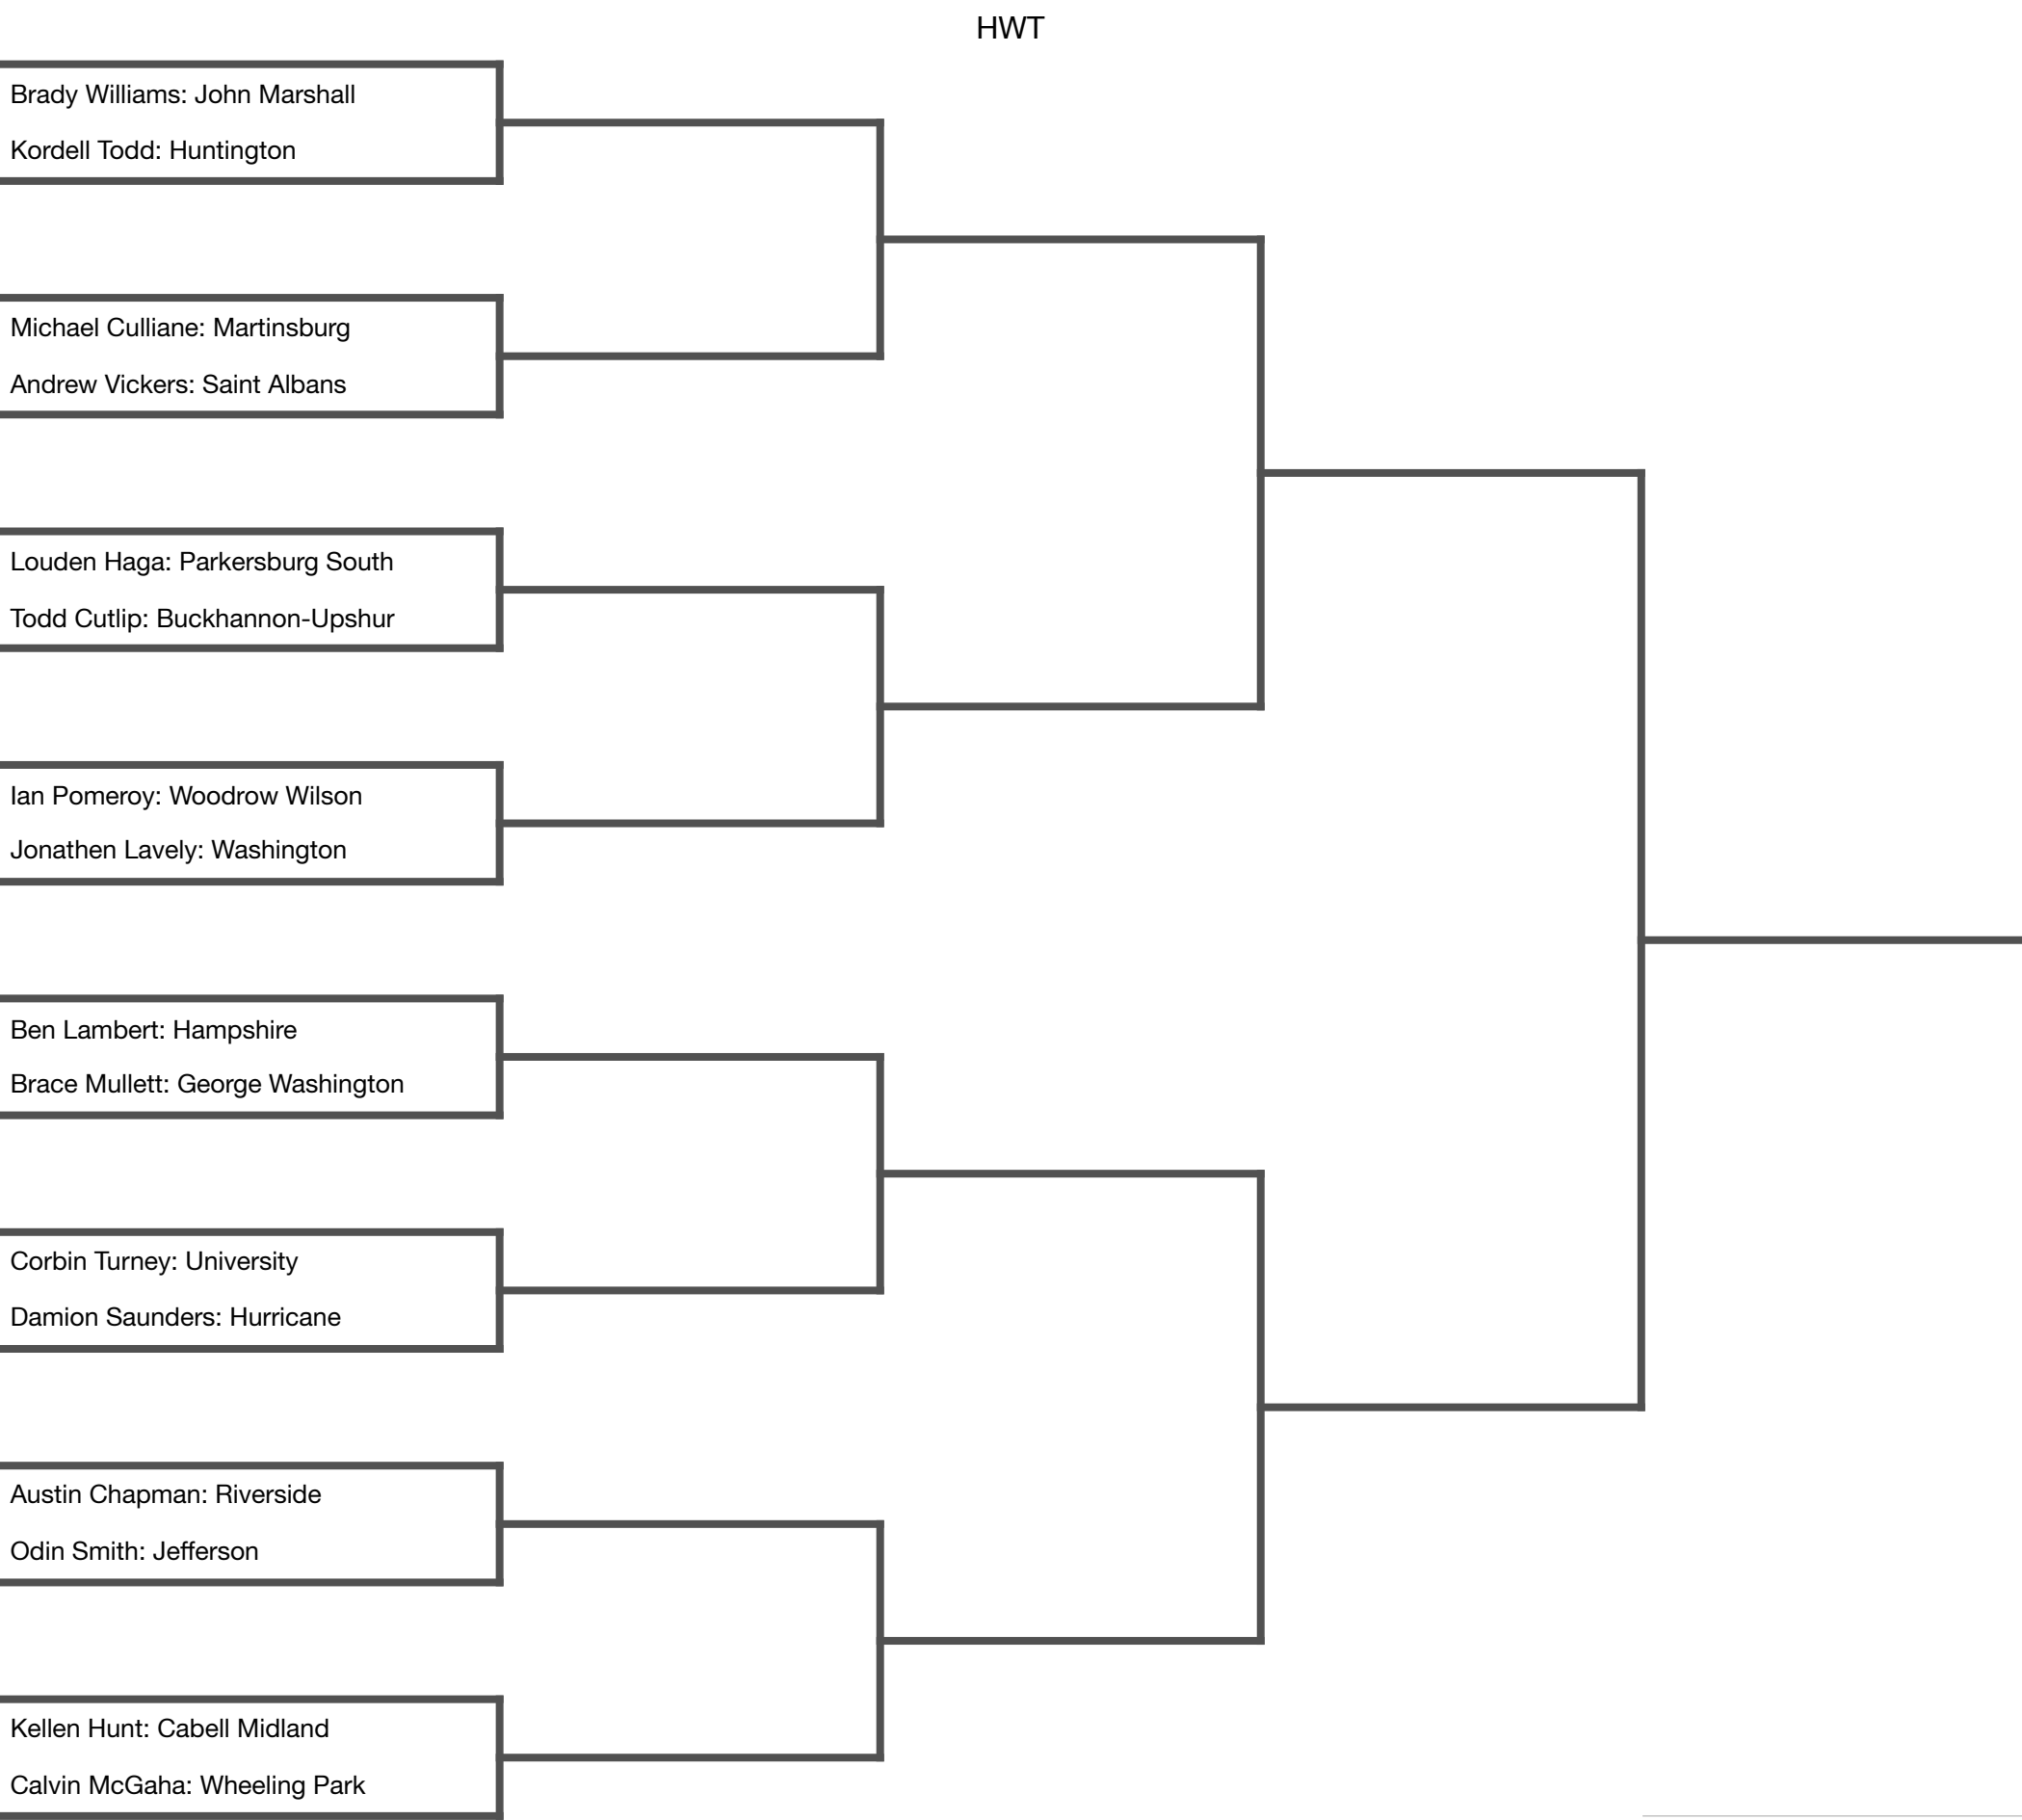 HWT
Brady Williams: John Marshall
Kordell Todd: Huntington
Michael Culliane: Martinsburg
Andrew Vickers: Saint Albans
Louden Haga: Parkersburg South
Todd Cutlip: Buckhannon-Upshur
Ian Pomeroy: Woodrow Wilson
Jonathen Lavely: Washington
Ben Lambert: Hampshire
Brace Mullett: George Washington
Corbin Turney: University
Damion Saunders: Hurricane
Austin Chapman: Riverside
Odin Smith: Jefferson
Kellen Hunt: Cabell Midland
Calvin McGaha: Wheeling Park